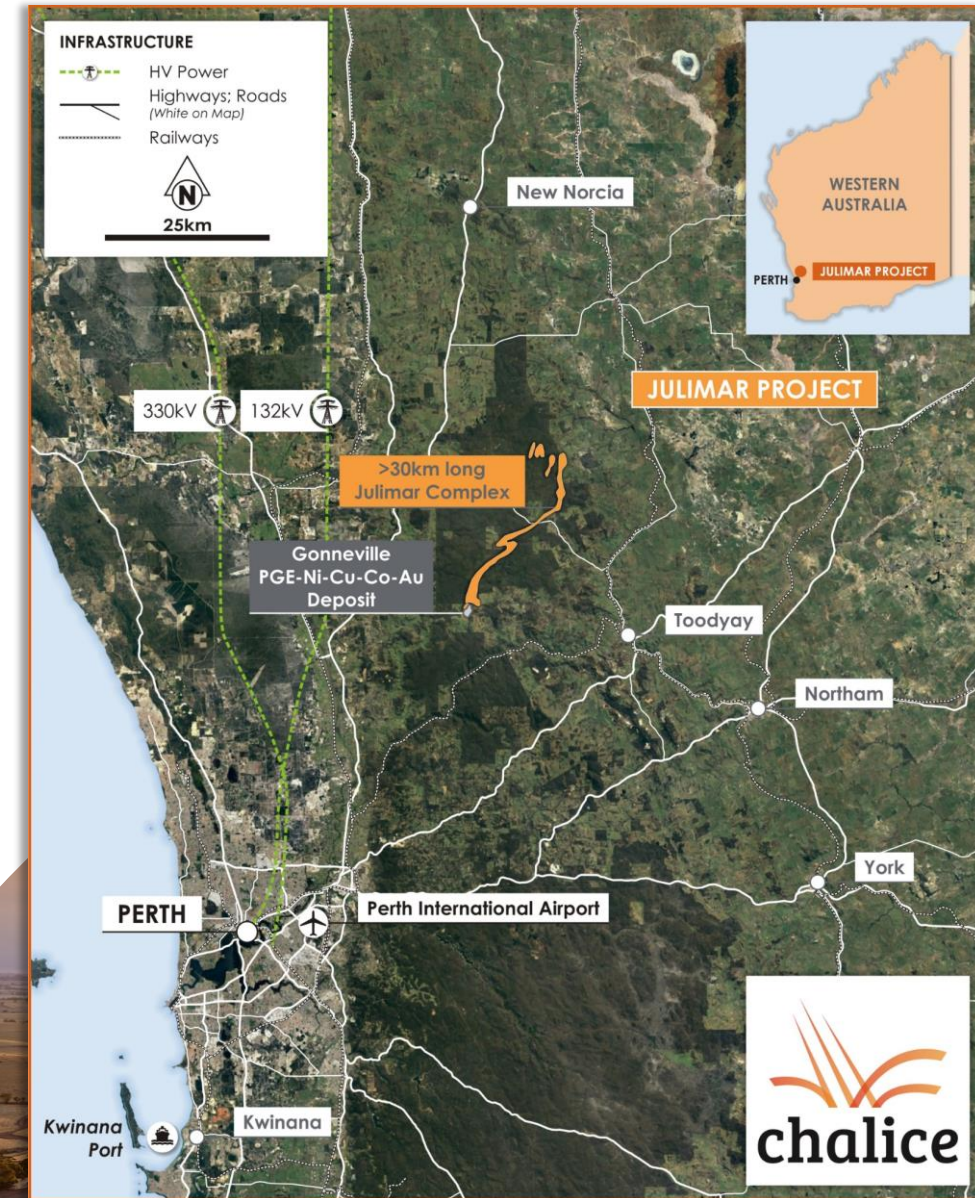 INFRASTRUCTURE
HV Power
Highways; Roads
(White on Map)
Railways
N
25km
WESTERN
AUSTRALIA
PERTH
JULIMAR PROJECT
New Norcia
JULIMAR PROJECT
330kV
132kV
>30km long
Julimar Complex
Gonneville
PGE-Ni-Cu-Co-Au
Deposit
Toodyay
Northam
York
PERTH
Perth International Airport
Kwinana
Port
Kwinana
chalice